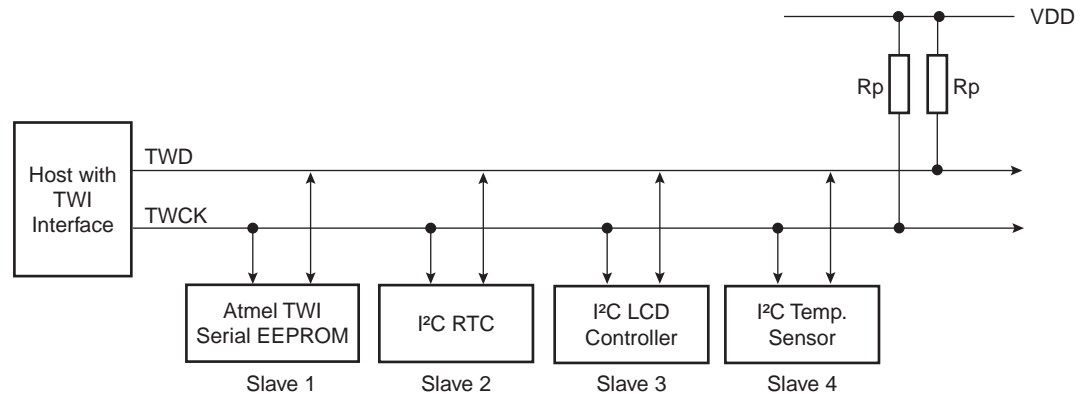 VDD
Rp
Rp
Host with
TWI
Interface
TWD
TWCK
Atmel TWI
Serial EEPROM
I²C RTC
I²C LCD
Controller
I²C Temp.
Sensor
Slave 1
Slave 2
Slave 3
Slave 4